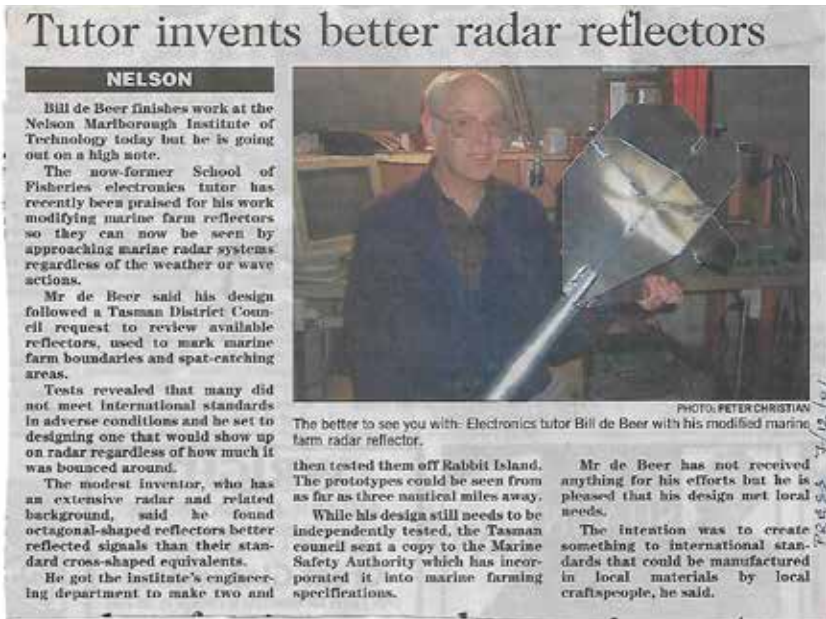 Tutor invents better radar reflectors
NELSON
Bill de Beer finishes work at the
Nelson Marlborough Institute of
Technology today but he is going
out on a high note.
The now-former School of
Fisheries electronics tutor has
recently been praised for his work
modifying marine farm reflectors
so they can now be seen by
approaching marine radar systems
regardless of the weather or wave
actions.
Mr de Beer said his design
followed a Tasman District Coun-
cil request to review available
reflectors, used to mark marine
farm boundaries and spat-catching
areas.
Tests revealed that many did
not meet international standards
in adverse conditions and he set to
designing one that would show up
on radar regardless of how much it
was bounced around.
The modest inventor, who has
an extensive radar and related
background, said he found
octagonal-shaped reflectors better
reflected signals than their stan-
dard cross-shaped equivalents.
He got the institute's engineer-
ing department to make two and
PHOTO: PETER CHRISTIAN
The better to see you with: Electronics tutor Bill de Beer with his modified marine
farm radar reflector.
then tested them off Rabbit Island.
The prototypes could be seen from
as far as three nautical miles away.
While his design still needs to be
independently tested, the Tasman
council sent a copy to the Marine
Safety Authority which has incor-
porated it into marine farming
specifications.
Mr de Beer has not received
anything for his efforts but he is
pleased that his design met local
needs.
The intention was to create
something to international stan-
dards that could be manufactured
in local materials by local
craftspeople, he said.
PRESS